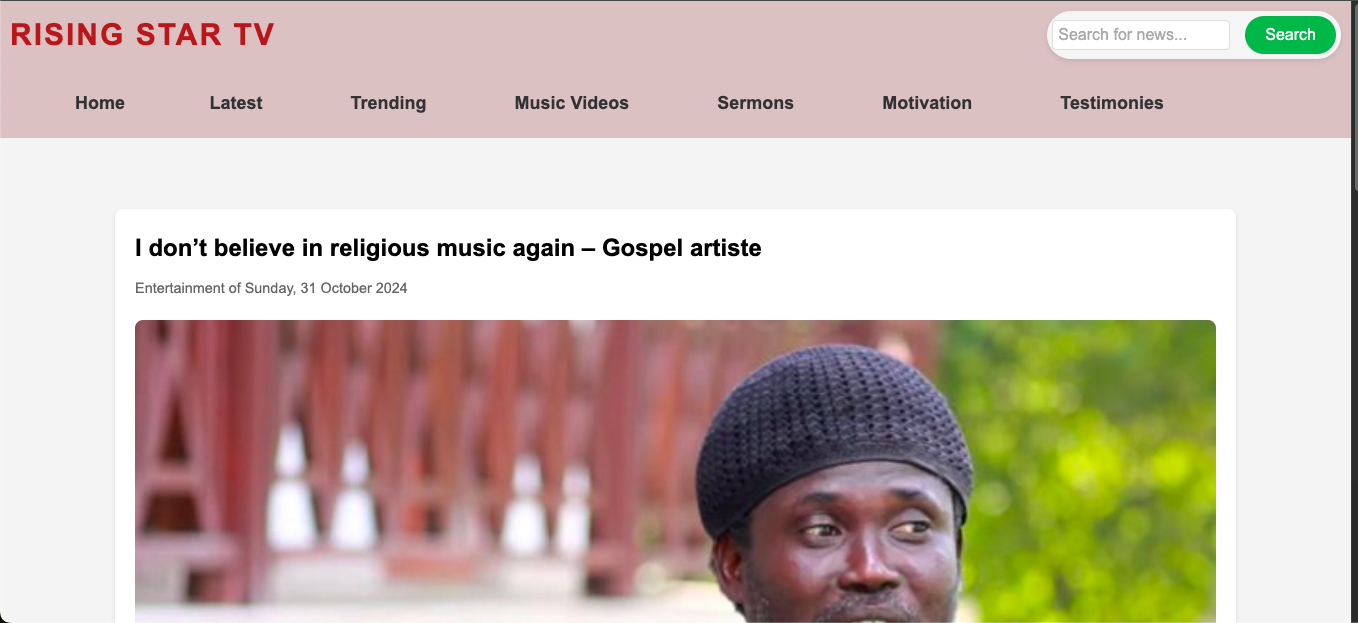 RISING STAR TV
Search for news...
Search
Home
Latest
Trending
Music Videos
Sermons
Motivation
Testimonies
I don’t believe in religious music again – Gospel artiste
Entertainment of Sunday, 31 October 2024